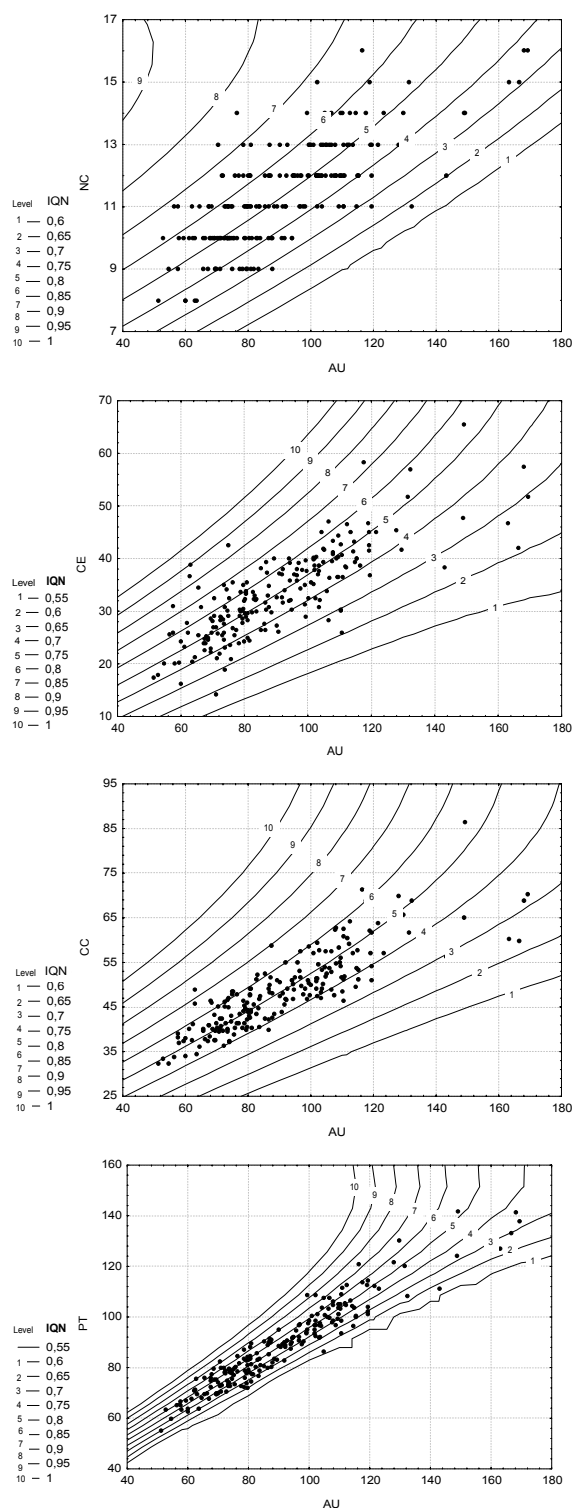 17
15
13
11
9
7
NC
9
8
7
6
5
4
3
2
1
Level IQN
1 — 0,6
2 — 0,65
3 — 0,7
4 — 0,75
5 — 0,8
6 — 0,85
7
8 — 0,9
9 — 0,95
10 — 1
40 60 80 100 120 140 160 180
AU
70
60
50
40
30
20
10
CE
10
9
8
7
6
5
4
3
2
1
Level IQN
1 — 0,55
2 — 0,6
3 — 0,65
4 — 0,7
5 — 0,75
6 — 0,8
7 — 0,85
8 — 0,9
9 — 0,95
10 — 1
40 60 80 100 120 140 160 180
AU
95
85
75
65
55
45
35
25
CC
10
9
8
7
6
5
4
3
2
1
Level IQN
1 — 0,6
2 — 0,65
3 — 0,7
4 — 0,75
5 — 0,8
6 — 0,85
7
8 — 0,9
9 — 0,95
10 — 1
40 60 80 100 120 140 160 180
AU
160
140
120
100
80
60
40
PT
10
9
8
7
6
5
4
3
2
1
Level IQN
— 0,55
1 — 0,6
2 — 0,65
3 — 0,7
4 — 0,75
5 — 0,8
6 — 0,85
7
8 — 0,9
9 — 0,95
10 — 1
40 60 80 100 120 140 160 180
AU